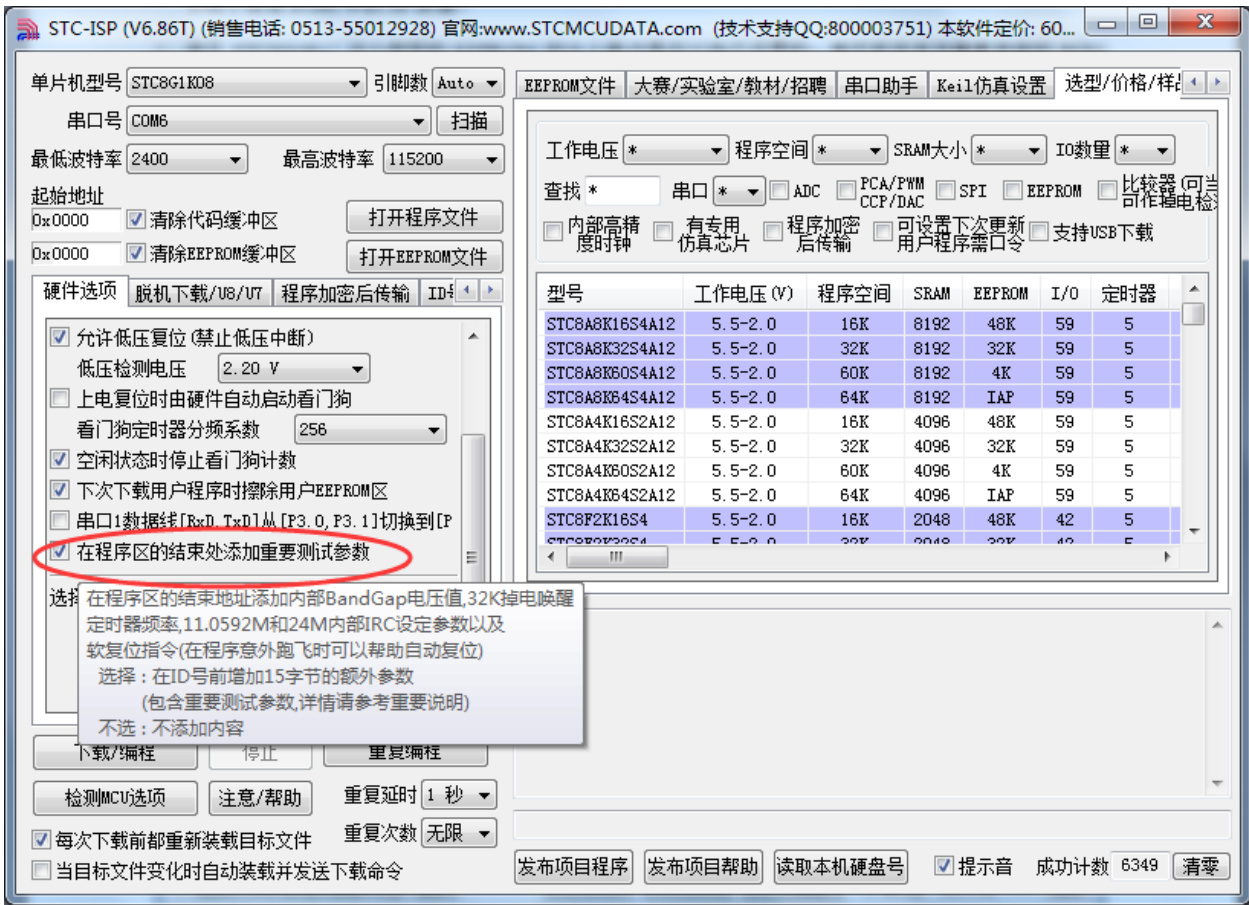 STC-ISP (V6.86T) (销售电话: 0513-55012928) 官网:www.STCMCUDATA.com (技术支持QQ:800003751) 本软件定价: 60...
单片机型号 STC8G1K08 引脚数 Auto
串口号 COM6 扫描
最低波特率 2400 最高波特率 115200
起始地址
0x0000 清除代码缓冲区 打开程序文件
0x0000 清除EEPROM缓冲区 打开EEPROM文件
硬件选项 脱机下载/U8/U7 程序加密后传输
允许低压复位(禁止低压中断)
低压检测电压 2.20 V
上电复位时由硬件自动启动看门狗
看门狗定时器分频系数 256
空闲状态时停止看门狗计数
下次下载用户程序时擦除用户EEPROM区
串口1数据线[RxD,TxD]从[P3.0,P3.1]切换到[P
在程序区的结束处添加重要测试参数
在程序区的结束地址添加内部BandGap电压值,32K掉电唤醒
定时器频率,11.0592M和24M内部IRC设定参数以及
软复位指令(在程序意外跑飞时可以帮助自动复位)
选择 : 在ID号前增加15字节的额外参数
(包含重要测试参数,详情请参考重要说明)
不选 : 不添加内容
下载/编程 停止 重复编程
检测MCU选项 注意/帮助 重复延时 1 秒
每次下载前都重新装载目标文件 重复次数 无限
当目标文件变化时自动装载并发送下载命令
EEPROM文件 大赛/实验室/教材/招聘 串口助手 Keil仿真设置 选型/价格/样
工作电压 * 程序空间 * SRAM大小 * IO数量 *
查找 * 串口 * ADC PCA/PWM CCP/DAC SPI EEPROM 比较器(可当可作掉电检
内部高精度时钟 有专用仿真芯片 程序加密后传输 可设置下次更新用户程序需口令 支持USB下载
型号 工作电压(V) 程序空间 SRAM EEPROM I/O 定时器
STC8A8K16S4A12 5.5-2.0 16K 8192 48K 59 5
STC8A8K32S4A12 5.5-2.0 32K 8192 32K 59 5
STC8A8K60S4A12 5.5-2.0 60K 8192 4K 59 5
STC8A8K64S4A12 5.5-2.0 64K 8192 IAP 59 5
STC8A4K16S2A12 5.5-2.0 16K 4096 48K 59 5
STC8A4K32S2A12 5.5-2.0 32K 4096 32K 59 5
STC8A4K60S2A12 5.5-2.0 60K 4096 4K 59 5
STC8A4K64S2A12 5.5-2.0 64K 4096 IAP 59 5
STC8F2K16S4 5.5-2.0 16K 2048 48K 42 5
发布项目程序 发布项目帮助 读取本机硬盘号 提示音 成功计数 6349 清零